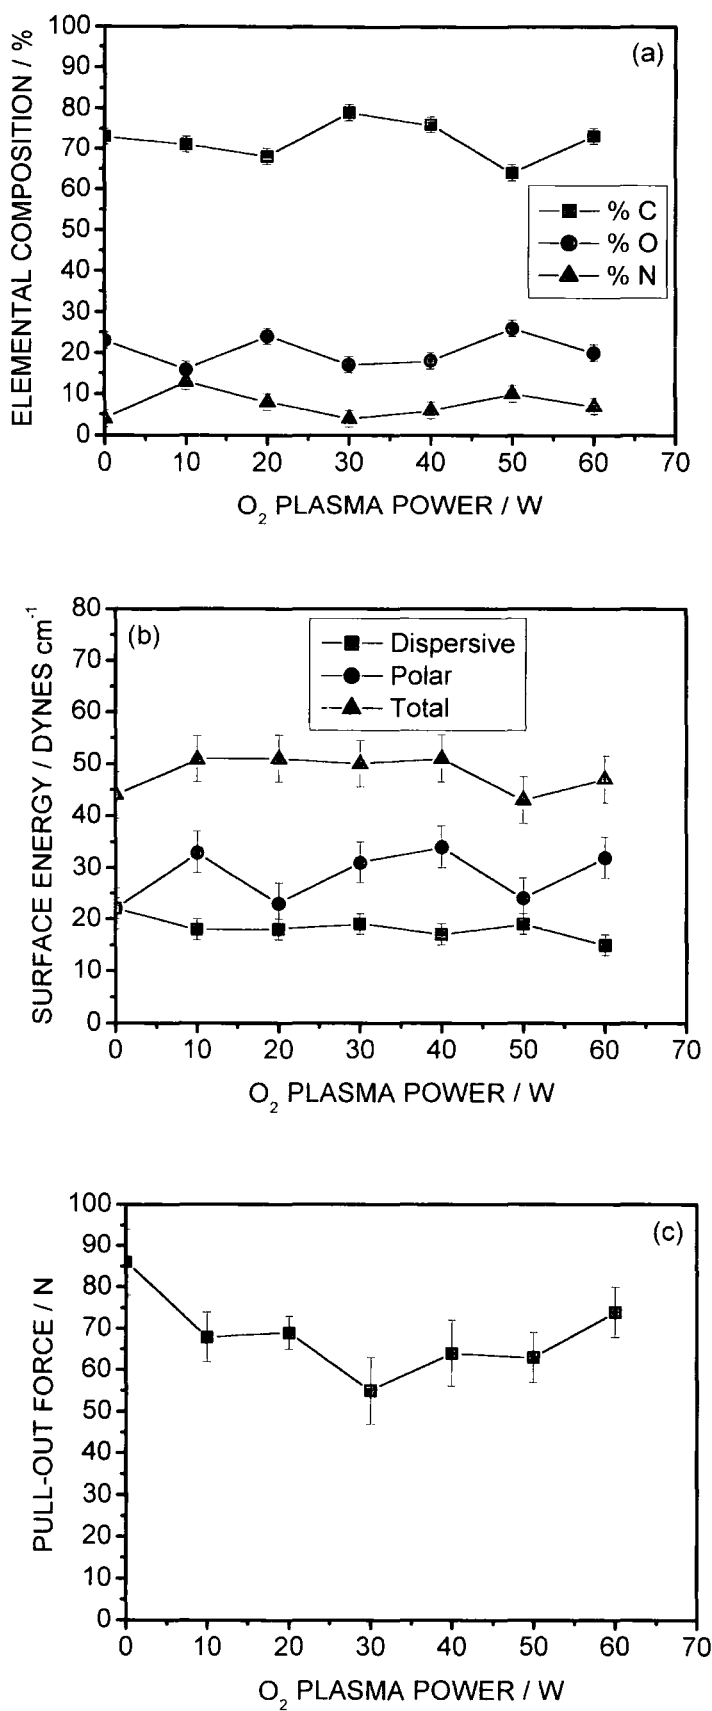 (a)
ELEMENTAL COMPOSITION / %
100
90
80
70
60
50
40
30
20
10
0
% C
% O
% N
0 10 20 30 40 50 60 70
O₂ PLASMA POWER / W
(b)
SURFACE ENERGY / DYNES cm⁻¹
80
70
60
50
40
30
20
10
0
Dispersive
Polar
Total
0 10 20 30 40 50 60 70
O₂ PLASMA POWER / W
(c)
PULL-OUT FORCE / N
100
90
80
70
60
50
40
30
20
10
0
0 10 20 30 40 50 60 70
O₂ PLASMA POWER / W